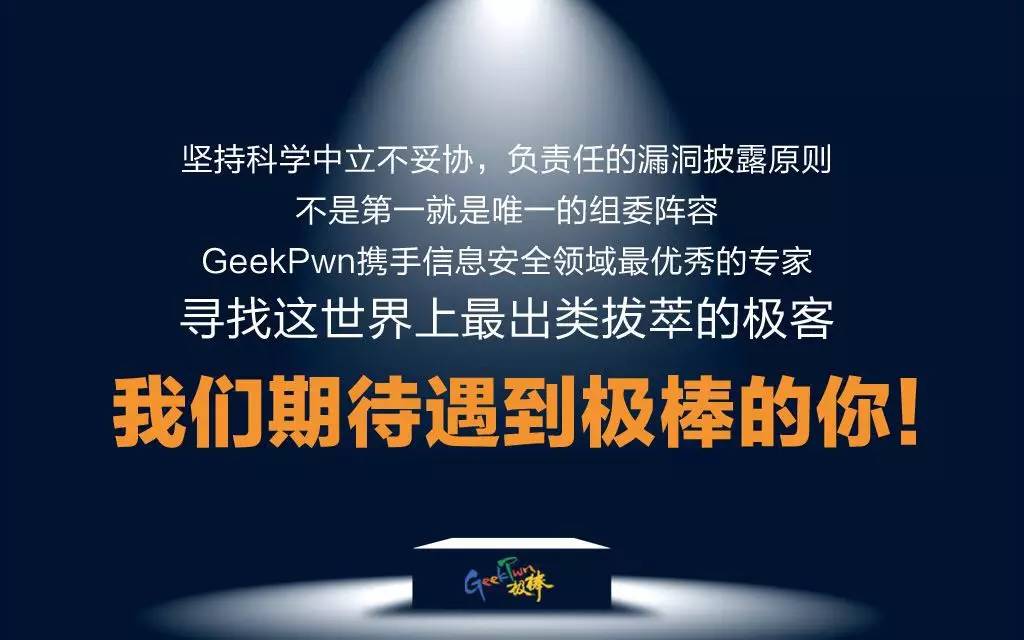 坚持科学中立不妥协，负责任的漏洞披露原则
不是第一就是唯一的组委阵容
GeekPwn携手信息安全领域最优秀的专家
寻找这世界上最出类拔萃的极客
我们期待遇到极棒的你！
GeekPwn
极棒